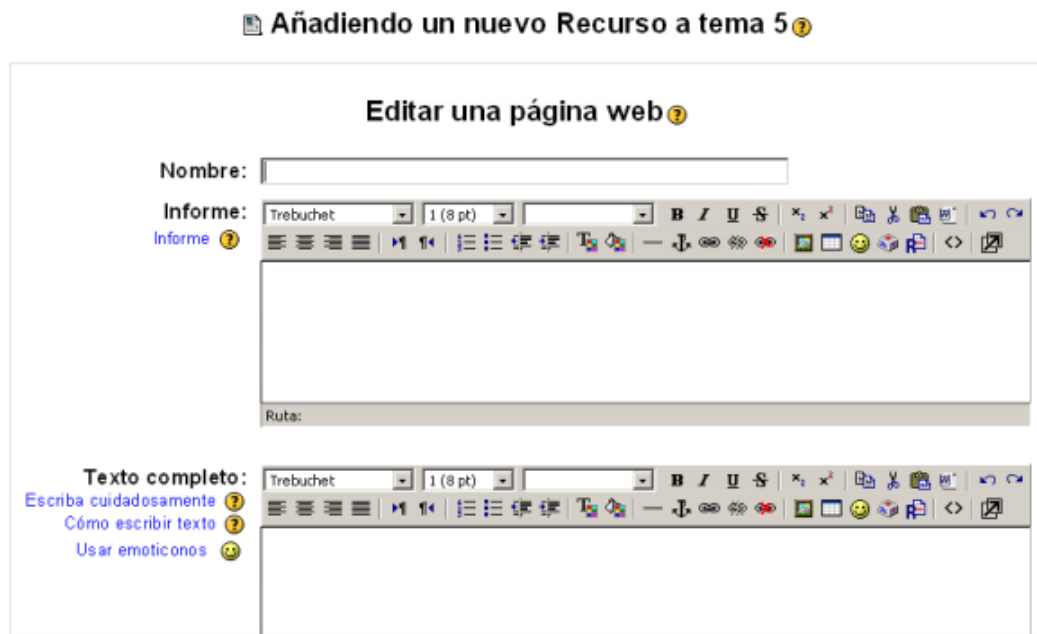 Añadiendo un nuevo Recurso a tema 5
Editar una página web
Nombre:
Informe:
Trebuchet 1 (8 pt) B I U S
Informe
Ruta:
Texto completo:
Trebuchet 1 (8 pt) B I U S
Escriba cuidadosamente
Cómo escribir texto
Usar emoticonos